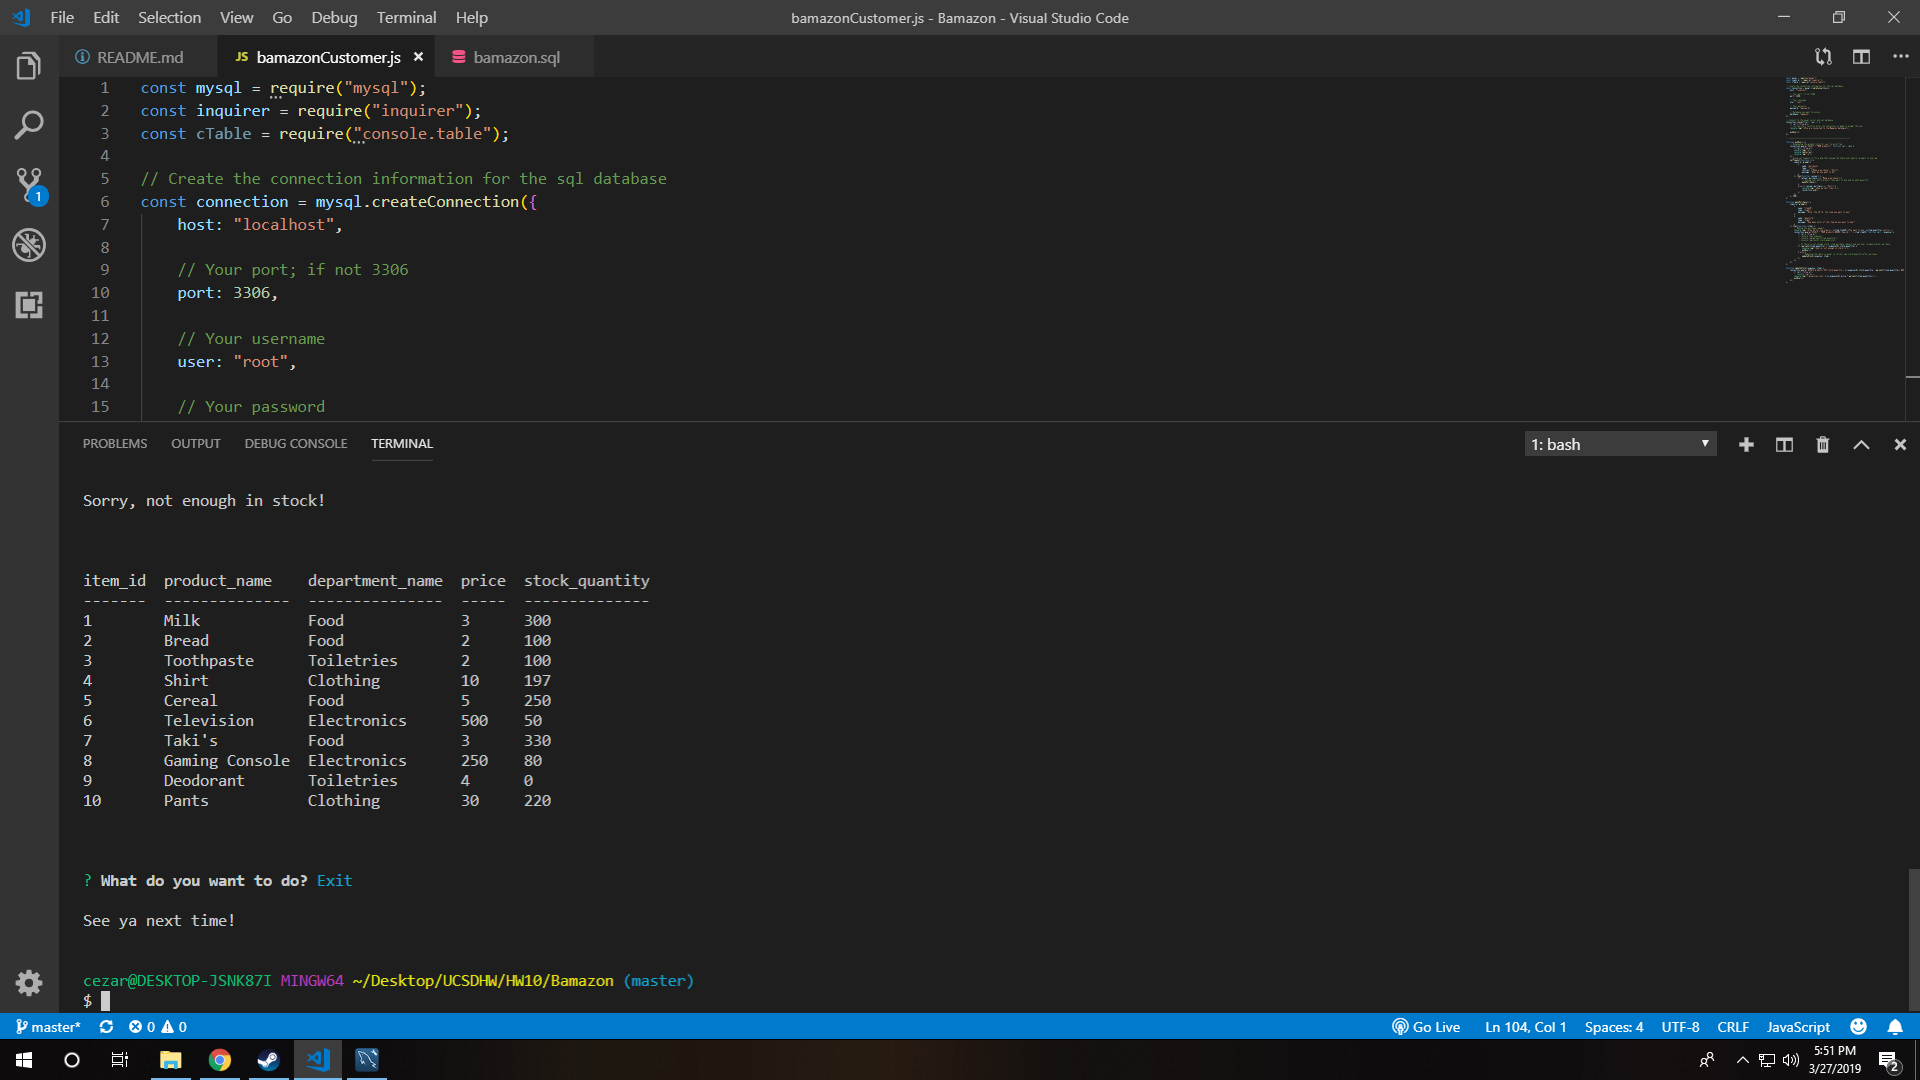 File Edit Selection View Go Debug Terminal Help
bamazonCustomer.js - Bamazon - Visual Studio Code
README.md
JS bamazonCustomer.js
bamazon.sql
1 const mysql = require("mysql");
2 const inquirer = require("inquirer");
3 const cTable = require("console.table");
4
5 // Create the connection information for the sql database
6 const connection = mysql.createConnection({
7 host: "localhost",
8
9 // Your port; if not 3306
10 port: 3306,
11
12 // Your username
13 user: "root",
14
15 // Your password
1
PROBLEMS OUTPUT DEBUG CONSOLE TERMINAL
1: bash
Sorry, not enough in stock!
item_id product_name department_name price stock_quantity
------- -------------- --------------- ----- --------------
1 Milk Food 3 300
2 Bread Food 2 100
3 Toothpaste Toiletries 2 100
4 Shirt Clothing 10 197
5 Cereal Food 5 250
6 Television Electronics 500 50
7 Taki's Food 3 330
8 Gaming Console Electronics 250 80
9 Deodorant Toiletries 4 0
10 Pants Clothing 30 220
? What do you want to do? Exit
See ya next time!
cezar@DESKTOP-JSNK87I MINGW64 ~/Desktop/UCSDHW/HW10/Bamazon (master)
$
master* 0 0
Go Live Ln 104, Col 1 Spaces: 4 UTF-8 CRLF JavaScript
5:51 PM
3/27/2019
2